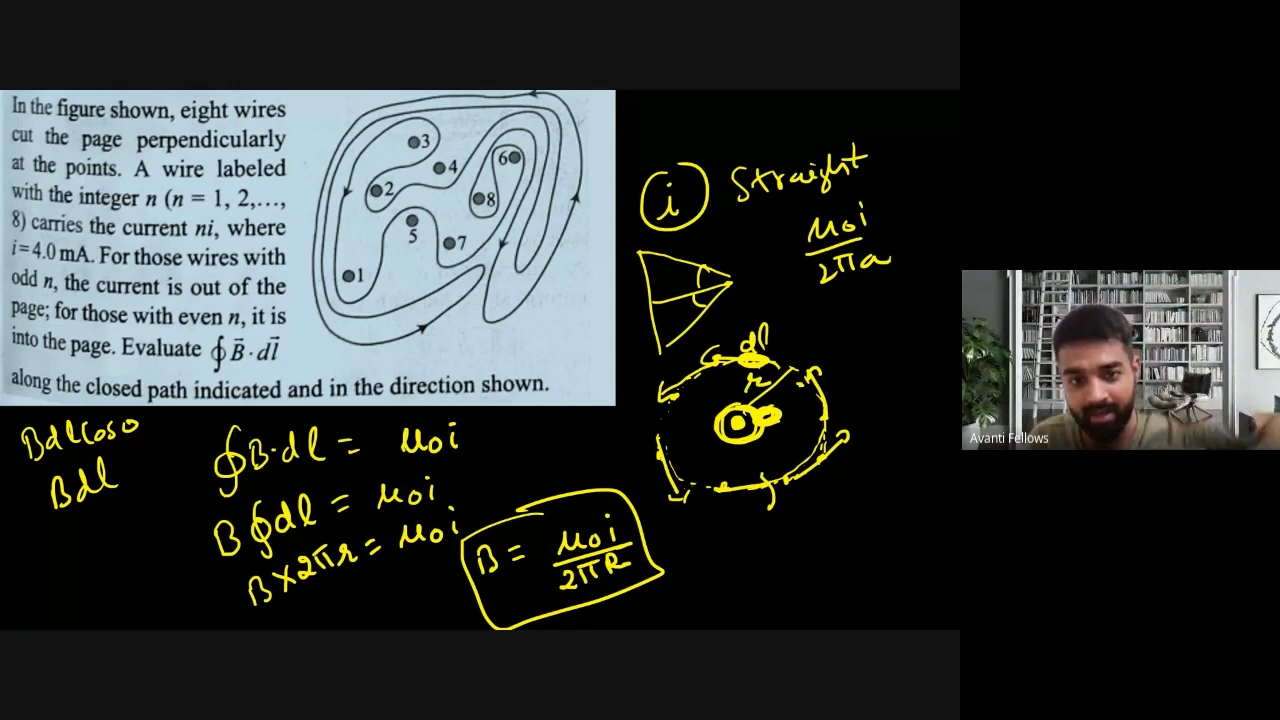 In the figure shown, eight wires
cut the page perpendicularly
at the points. A wire labeled
with the integer n (n = 1, 2,...,
8) carries the current ni, where
i=4.0 mA. For those wires with
odd n, the current is out of the
page; for those with even n, it is
into the page. Evaluate ∮B⃗·dl⃗
along the closed path indicated and in the direction shown.
3
4
6
2
8
5
7
1
i Straight
μ₀i
2πa
dl
r
Bdlcos0
Bdl
∮B·dl = μ₀i
B∮dl = μ₀i
B×2πr = μ₀i
B = μ₀i
2πR
Avanti Fellows